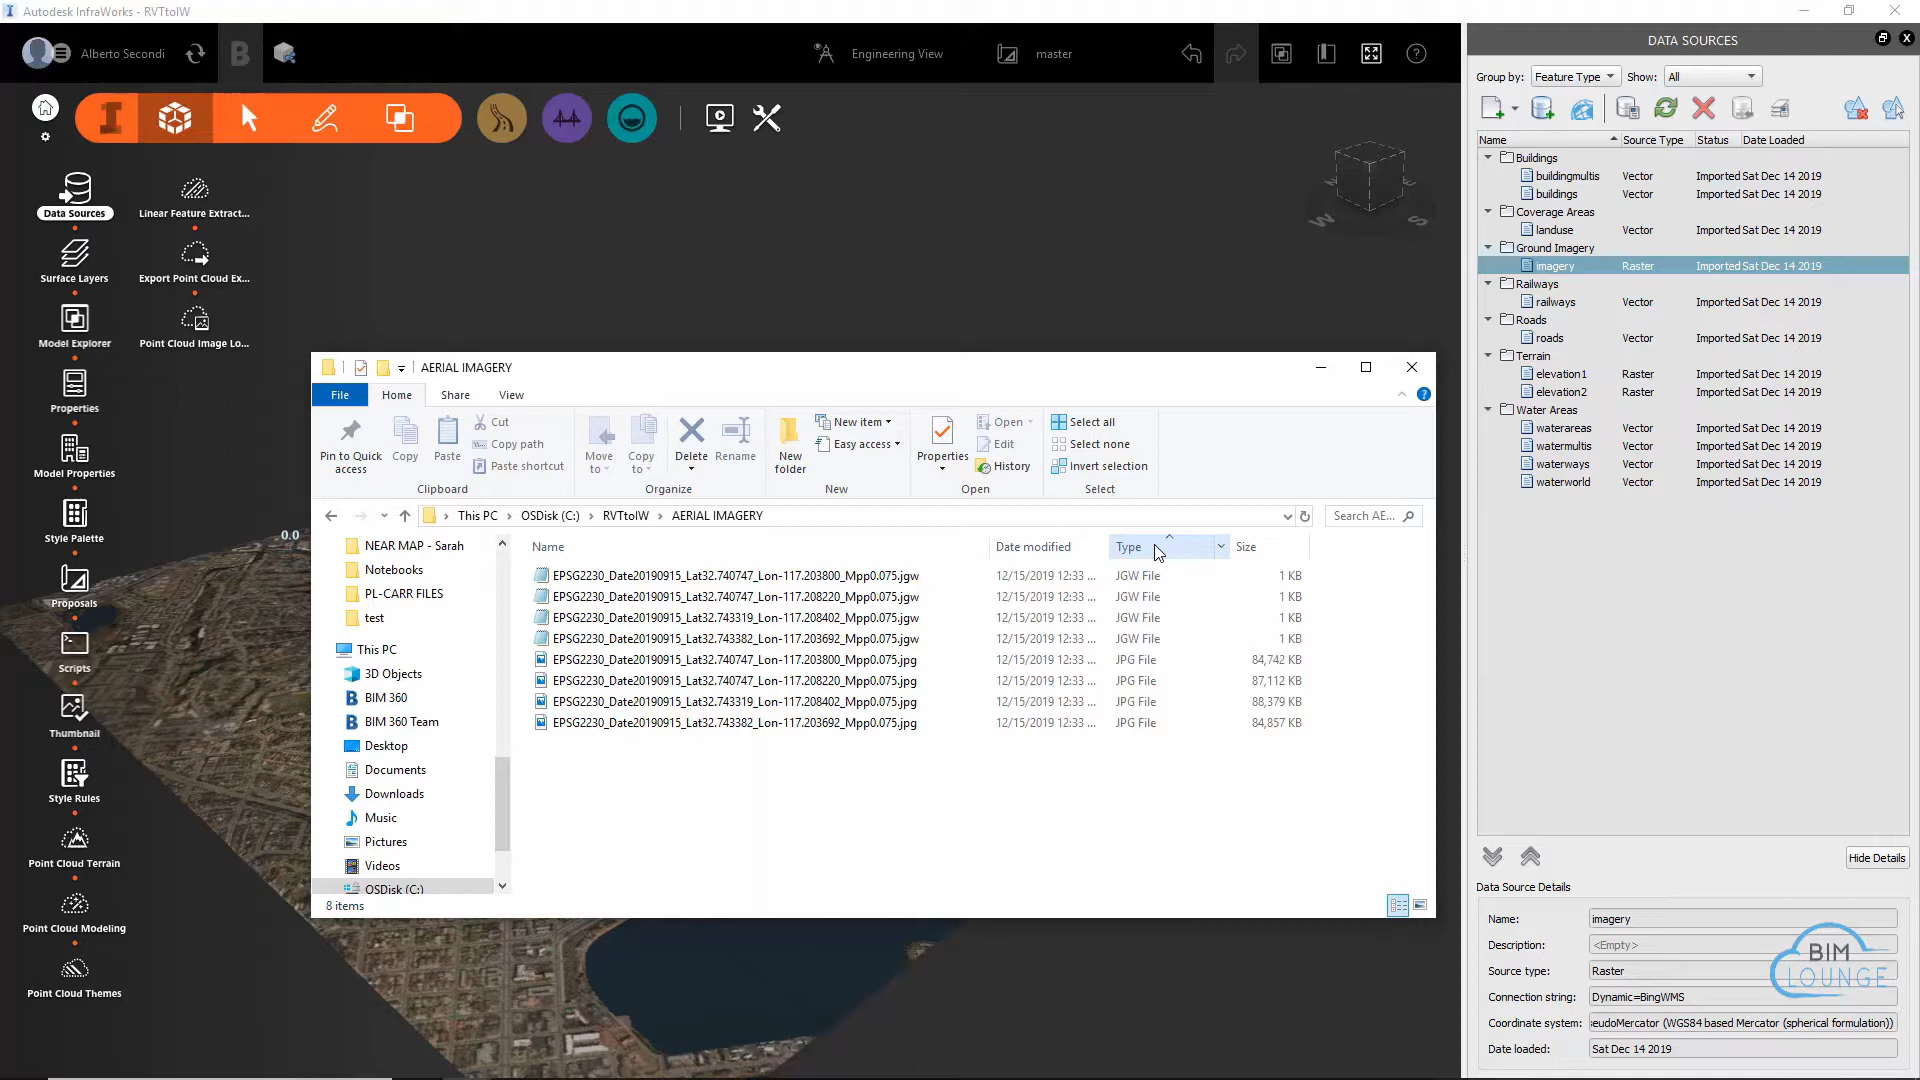 Autodesk InfraWorks - RVTtoIW
Alberto Secondi
Engineering View
master
Data Sources
Linear Feature Extract...
Surface Layers
Export Point Cloud Ex...
Model Explorer
Point Cloud Image Lo...
Properties
Model Properties
Style Palette
Proposals
Scripts
Thumbnail
Style Rules
Point Cloud Terrain
Point Cloud Modeling
Point Cloud Themes
0.0
W
S
AERIAL IMAGERY
File Home Share View
Pin to Quick access
Copy
Paste
Cut
Copy path
Paste shortcut
Clipboard
Move to
Copy to
Delete
Rename
Organize
New folder
New item
Easy access
New
Properties
Open
Edit
History
Open
Select all
Select none
Invert selection
Select
This PC > OSDisk (C:) > RVTtoIW > AERIAL IMAGERY
Search AE...
NEAR MAP - Sarah
Notebooks
PL-CARR FILES
test
This PC
3D Objects
BIM 360
BIM 360 Team
Desktop
Documents
Downloads
Music
Pictures
Videos
OSDisk (C:)
Name Date modified Type Size
EPSG2230_Date20190915_Lat32.740747_Lon-117.203800_Mpp0.075.jgw 12/15/2019 12:33 ... JGW File 1 KB
EPSG2230_Date20190915_Lat32.740747_Lon-117.208220_Mpp0.075.jgw 12/15/2019 12:33 ... JGW File 1 KB
EPSG2230_Date20190915_Lat32.743319_Lon-117.208402_Mpp0.075.jgw 12/15/2019 12:33 ... JGW File 1 KB
EPSG2230_Date20190915_Lat32.743382_Lon-117.203692_Mpp0.075.jgw 12/15/2019 12:33 ... JGW File 1 KB
EPSG2230_Date20190915_Lat32.740747_Lon-117.203800_Mpp0.075.jpg 12/15/2019 12:33 ... JPG File 84,742 KB
EPSG2230_Date20190915_Lat32.740747_Lon-117.208220_Mpp0.075.jpg 12/15/2019 12:33 ... JPG File 87,112 KB
EPSG2230_Date20190915_Lat32.743319_Lon-117.208402_Mpp0.075.jpg 12/15/2019 12:33 ... JPG File 88,379 KB
EPSG2230_Date20190915_Lat32.743382_Lon-117.203692_Mpp0.075.jpg 12/15/2019 12:33 ... JPG File 84,857 KB
8 items
DATA SOURCES
Group by: Feature Type Show: All
Name Source Type Status Date Loaded
Buildings
buildingmultis Vector Imported Sat Dec 14 2019
buildings Vector Imported Sat Dec 14 2019
Coverage Areas
landuse Vector Imported Sat Dec 14 2019
Ground Imagery
imagery Raster Imported Sat Dec 14 2019
Railways
railways Vector Imported Sat Dec 14 2019
Roads
roads Vector Imported Sat Dec 14 2019
Terrain
elevation1 Raster Imported Sat Dec 14 2019
elevation2 Raster Imported Sat Dec 14 2019
Water Areas
waterareas Vector Imported Sat Dec 14 2019
watermultis Vector Imported Sat Dec 14 2019
waterways Vector Imported Sat Dec 14 2019
waterworld Vector Imported Sat Dec 14 2019
Hide Details
Data Source Details
Name: imagery
Description: <Empty>
Source type: Raster
Connection string: Dynamic=BingWMS
Coordinate system: eudoMercator (WGS84 based Mercator (spherical formulation))
Date loaded: Sat Dec 14 2019
BIM
LOUNGE